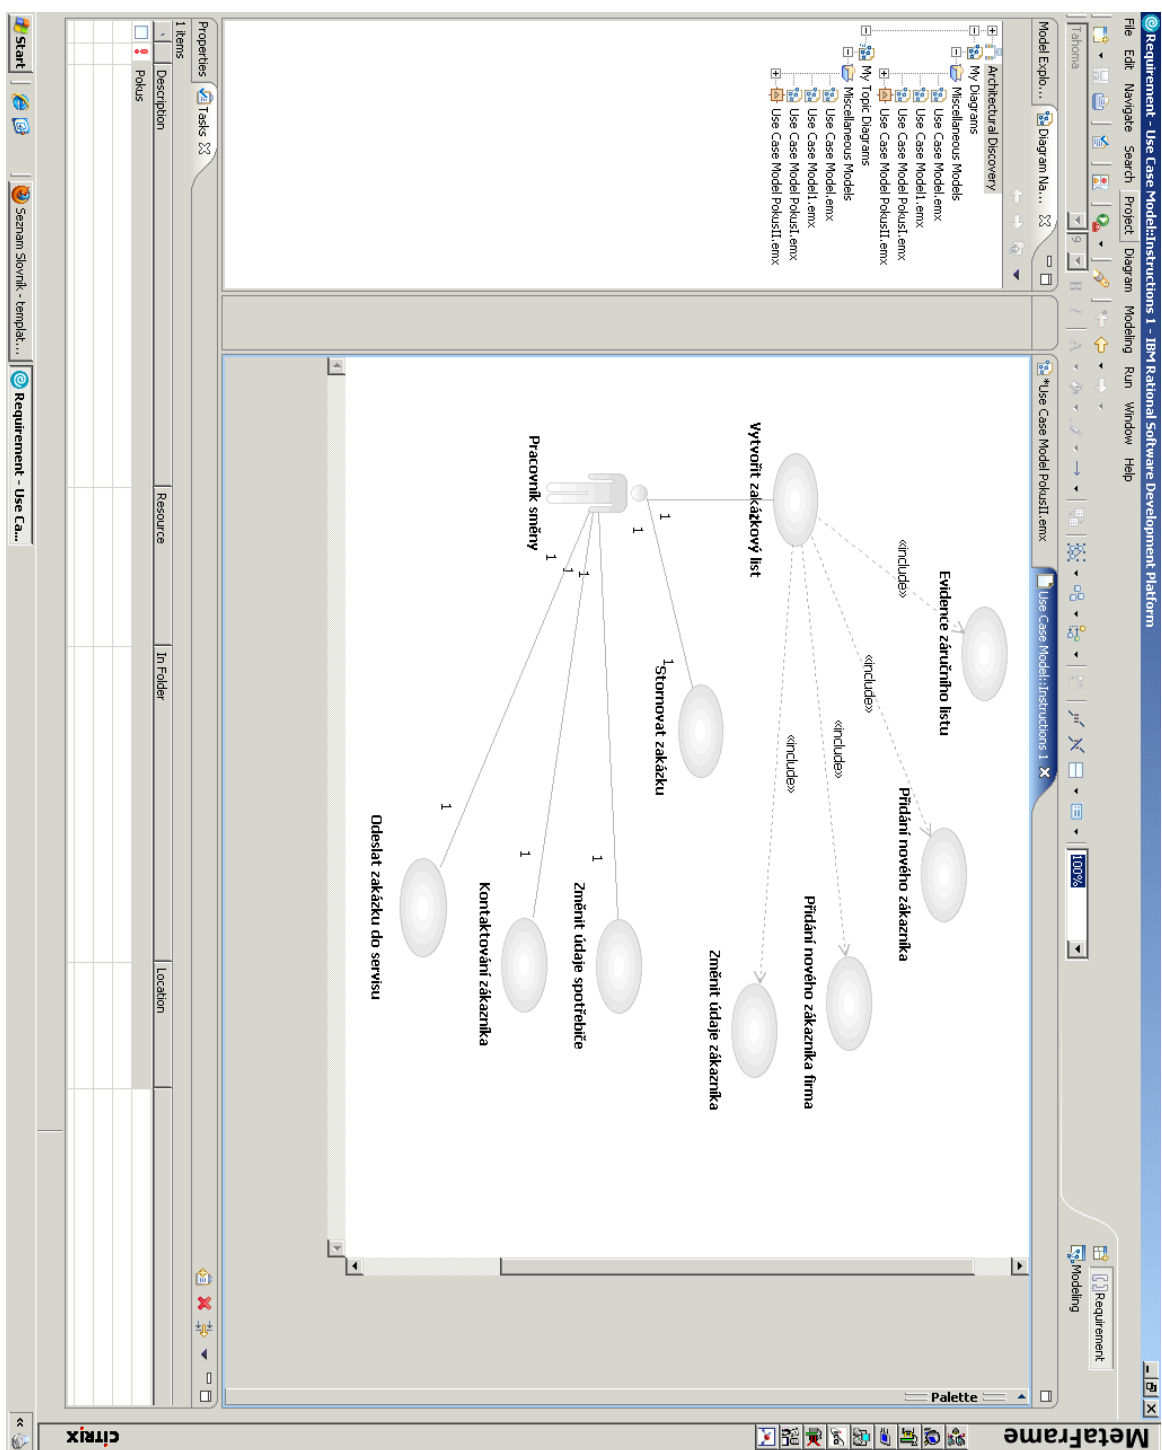 Requirement - Use Case Model::Instructions 1 - IBM Rational Software Development Platform
File Edit Navigate Search Project Diagram Modeling Run Window Help
Tahoma 9 B I A 100%
Requirement
Modeling
Model Explo... Diagram Na...
Architectural Discovery
My Diagrams
Miscellaneous Models
Use Case Model.emx
Use Case Model1.emx
Use Case Model PokusI.emx
Use Case Model PokusII.emx
My Topic Diagrams
Miscellaneous Models
Use Case Model.emx
Use Case Model1.emx
Use Case Model PokusI.emx
Use Case Model PokusII.emx
*Use Case Model PokusII.emx Use Case Model::Instructions 1
Palette
Evidence záručního listu
«include»
Přidání nového zákazníka
«include»
Přidání nového zákazníka firma
«include»
Změnit údaje zákazníka
«include»
Vytvořit zakázkový list
1
1
1
Stornovat zakázku
Pracovník směny
1
1
1
1
Změnit údaje spotřebiče
1
Kontaktování zákazníka
1
Odeslat zakázku do servisu
Properties Tasks
1 items
Description Resource In Folder Location
Pokus
Start Seznam Slovník - templat... Requirement - Use Ca...
MetaFrame
CITRIX